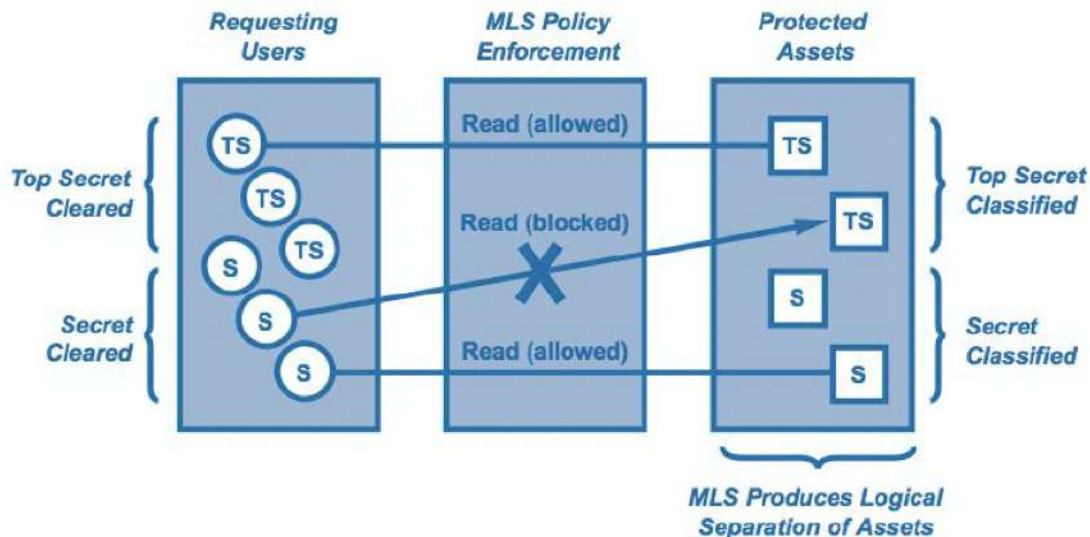 Requesting
Users
MLS Policy
Enforcement
Protected
Assets
Top Secret
Cleared
Secret
Cleared
TS
TS
TS
S
S
S
Read (allowed)
Read (blocked)
Read (allowed)
TS
TS
S
S
Top Secret
Classified
Secret
Classified
MLS Produces Logical
Separation of Assets